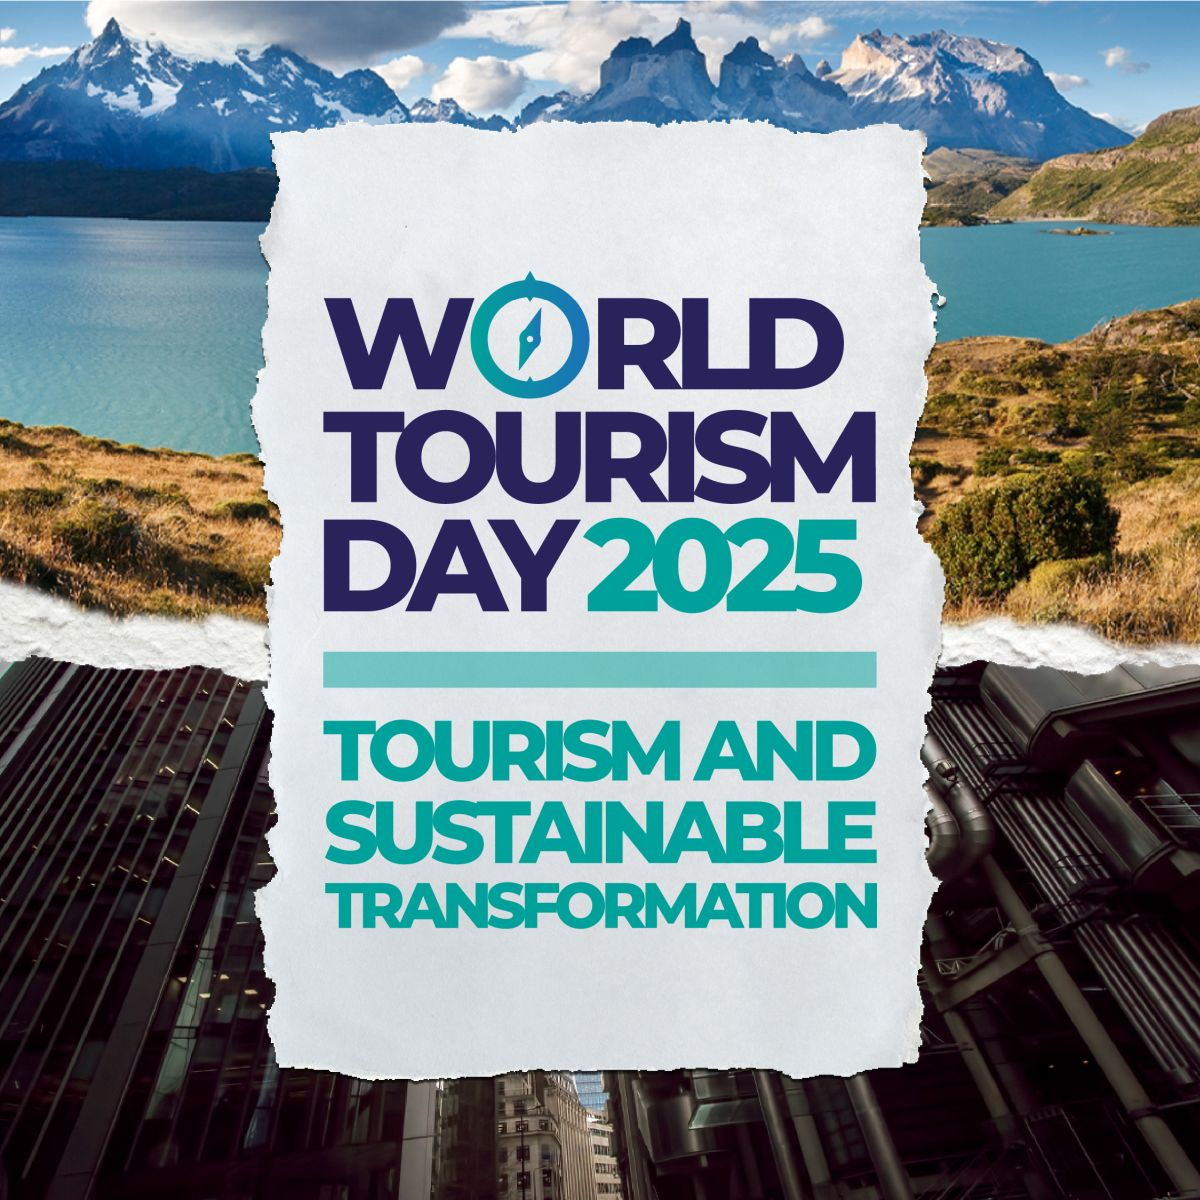 WORLD
TOURISM
DAY 2025
TOURISM AND
SUSTAINABLE
TRANSFORMATION